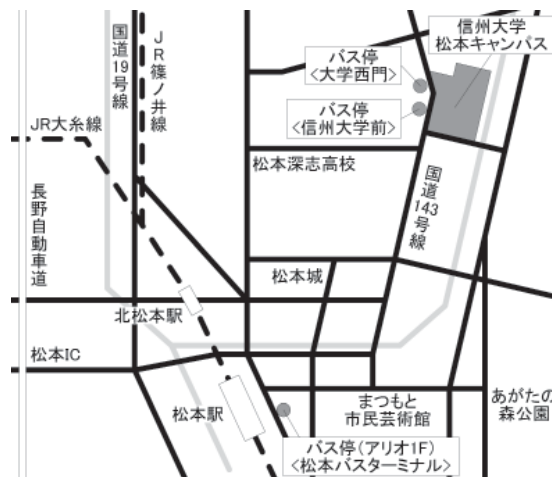 信州大学
松本キャンパス
バス停
<大学西門>
バス停
<信州大学前>
国道19号線
JR篠ノ井線
JR大糸線
松本深志高校
国道143号線
長野自動車道
松本城
北松本駅
松本IC
松本駅
まつもと
市民芸術館
あがたの
森公園
バス停(アリオ1F)
<松本バスターミナル>